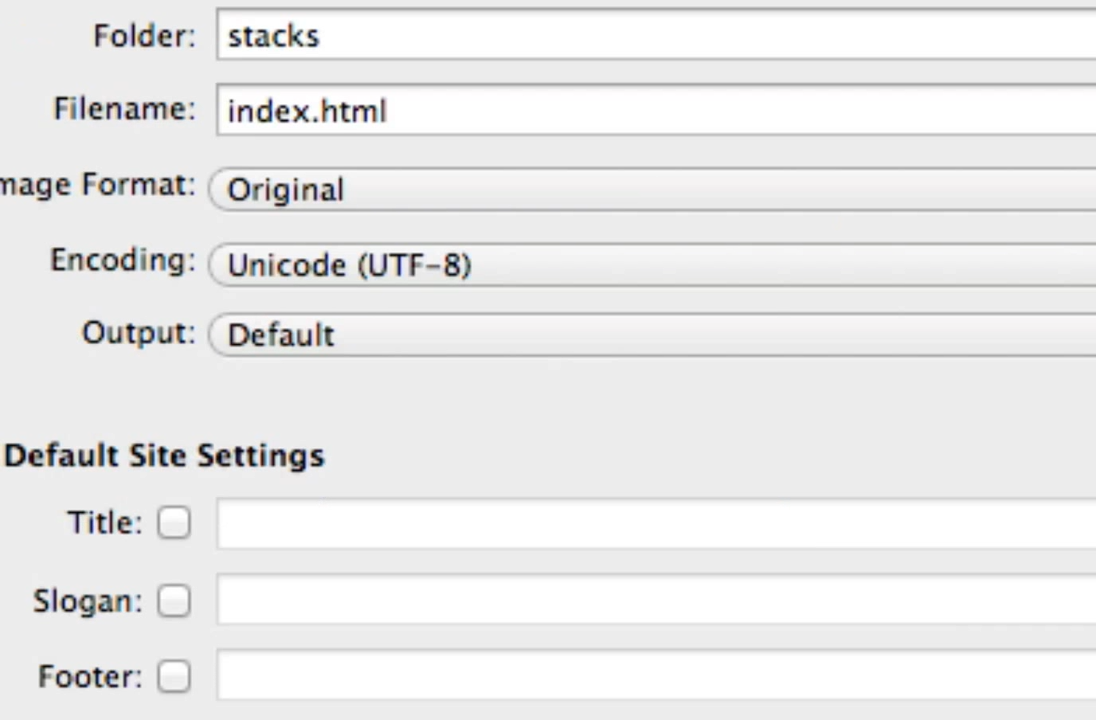 Folder: stacks
Filename: index.html
mage Format: Original
Encoding: Unicode (UTF-8)
Output: Default
Default Site Settings
Title:
Slogan:
Footer: